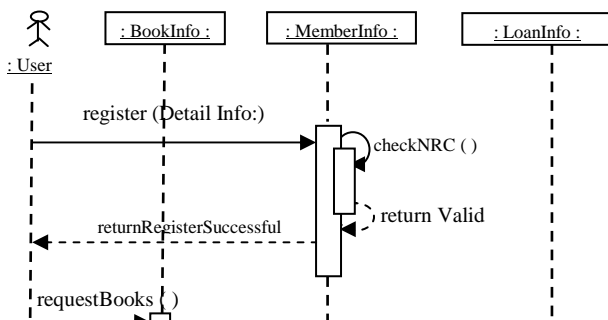 : BookInfo :
: MemberInfo :
: LoanInfo :
: User
register (Detail Info:)
checkNRC ( )
return Valid
returnRegisterSuccessful
requestBooks ( )